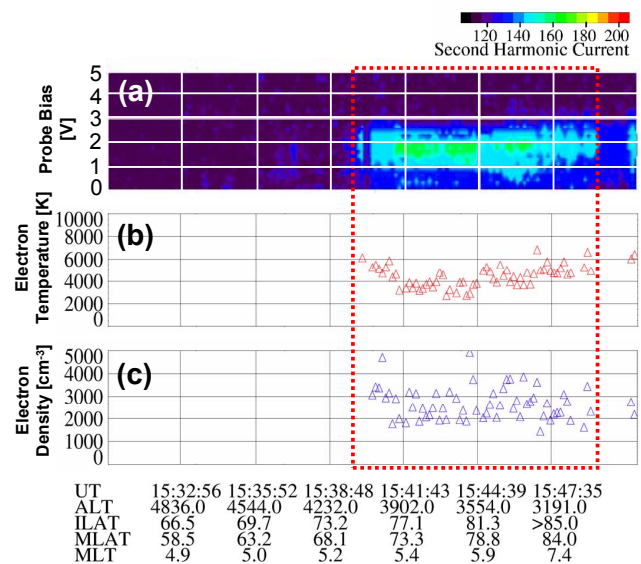 120 140 160 180 200
Second Harmonic Current
(a)
Probe Bias
[V]
5
4
3
2
1
0
(b)
Electron
Temperature [K]
10000
8000
6000
4000
2000
0
(c)
Electron
Density [cm-3]
5000
4000
3000
2000
1000
0
UT 15:32:56 15:35:52 15:38:48 15:41:43 15:44:39 15:47:35
ALT 4836.0 4544.0 4232.0 3902.0 3554.0 3191.0
ILAT 66.5 69.7 73.2 77.1 81.3 >85.0
MLAT 58.5 63.2 68.1 73.3 78.8 84.0
MLT 4.9 5.0 5.2 5.4 5.9 7.4